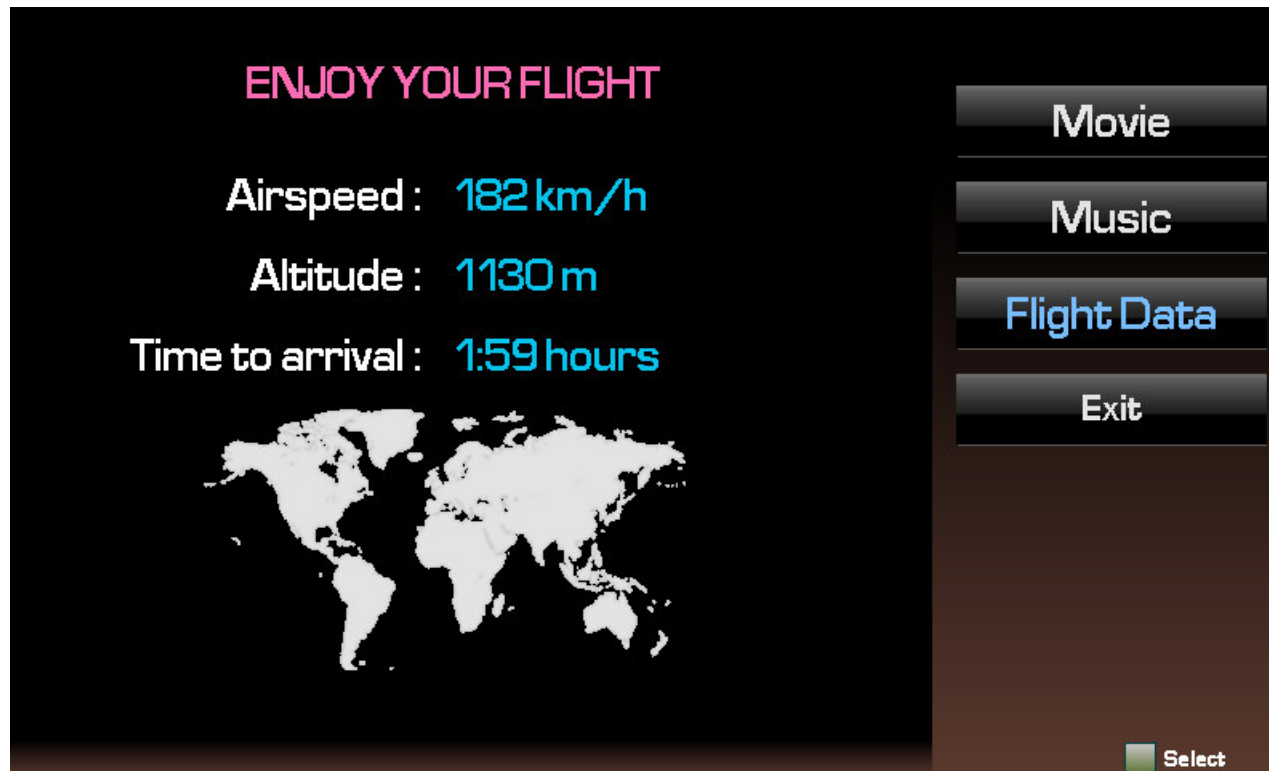 ENJOY YOUR FLIGHT
Airspeed : 182 km/h
Altitude : 1130 m
Time to arrival : 1:59 hours
Movie
Music
Flight Data
Exit
Select